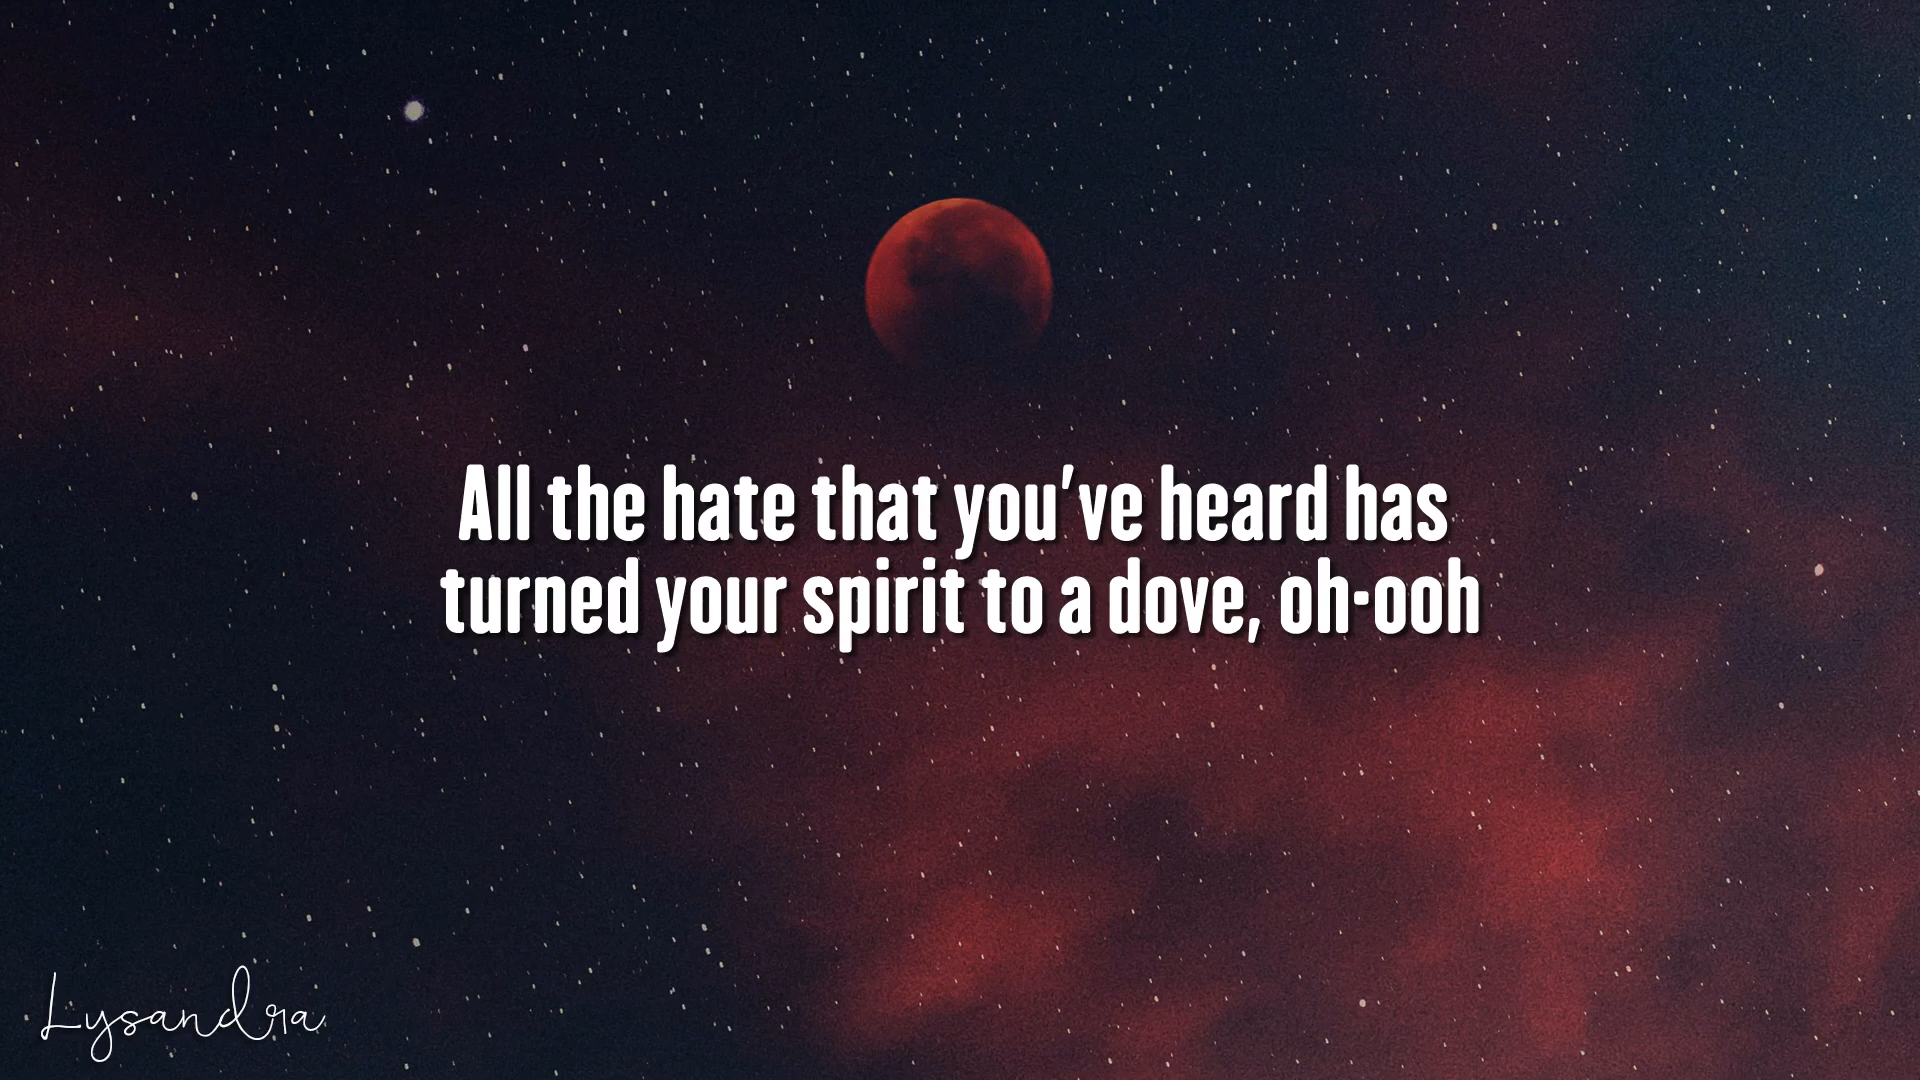 All the hate that you've heard has
turned your spirit to a dove, oh-ooh
Lysandra